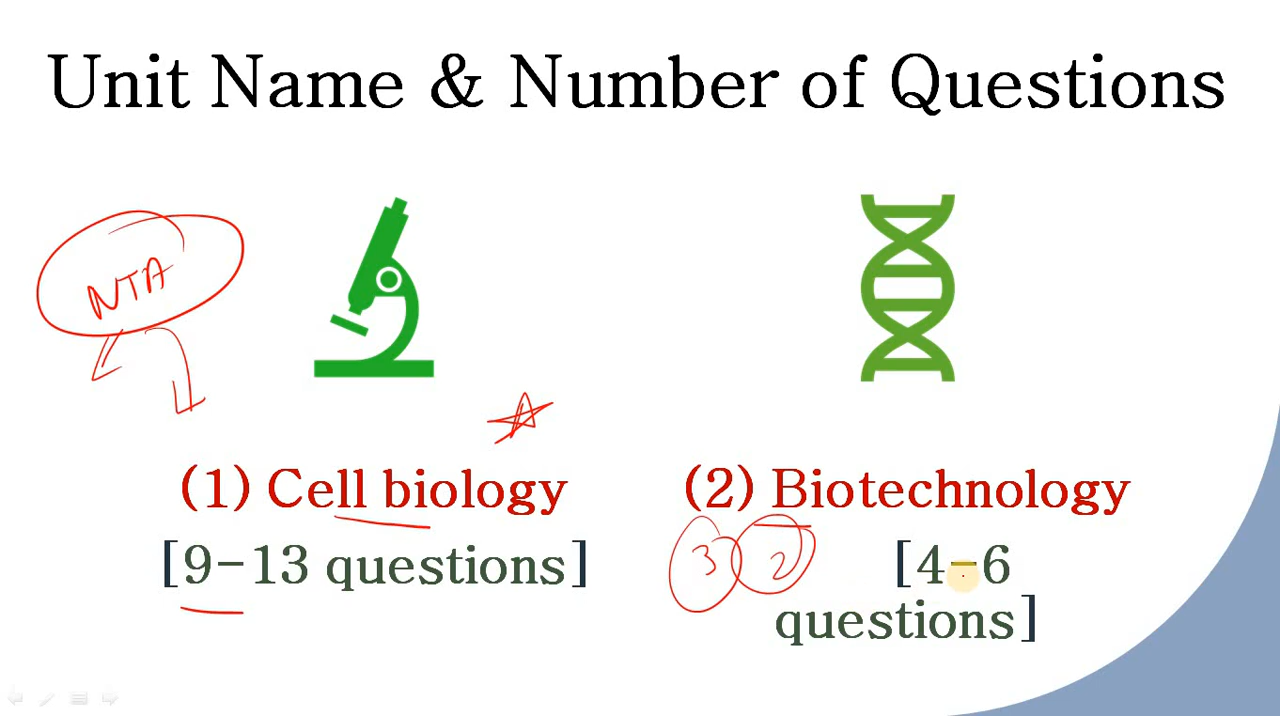 Unit Name & Number of Questions
NTA
(1) Cell biology
[9-13 questions]
(2) Biotechnology
3 2
[4-6
questions]